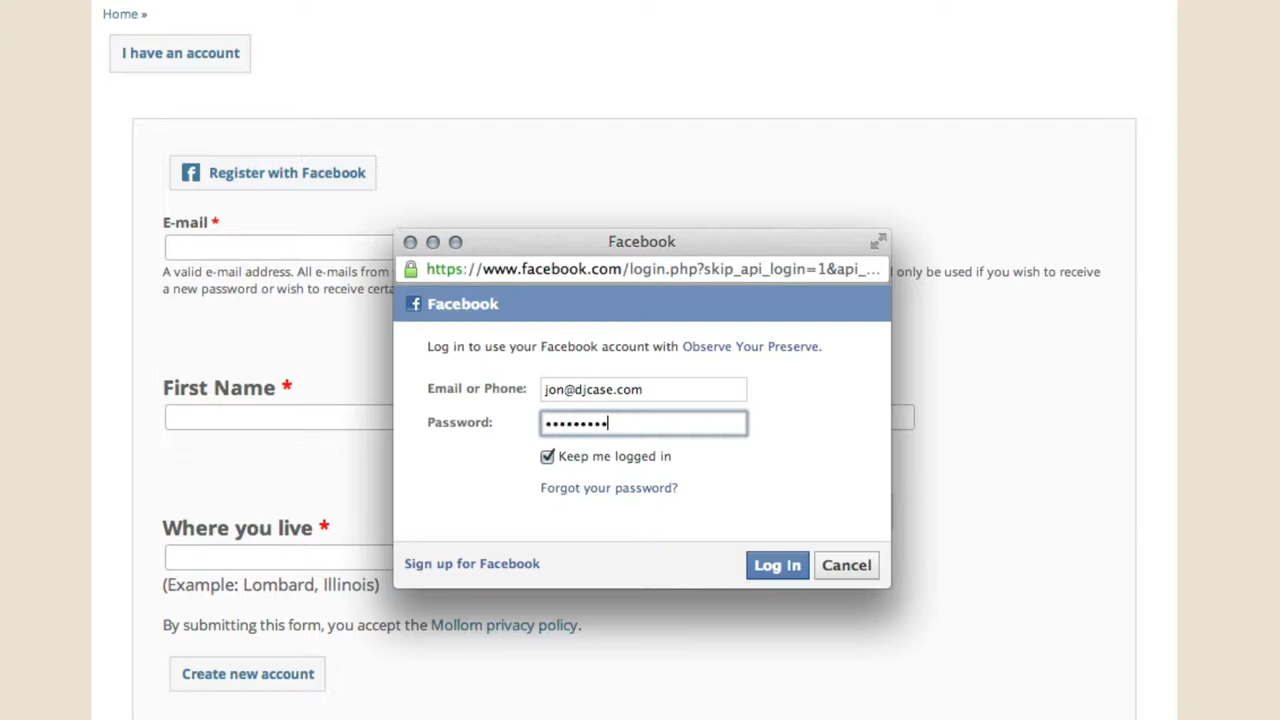 Home »
I have an account
Register with Facebook
E-mail *
A valid e-mail address. All e-mails from
l only be used if you wish to receive
a new password or wish to receive certa
First Name *
Where you live *
(Example: Lombard, Illinois)
By submitting this form, you accept the Mollom privacy policy.
Create new account
Facebook
https://www.facebook.com/login.php?skip_api_login=1&api_...
Facebook
Log in to use your Facebook account with Observe Your Preserve.
Email or Phone: jon@djcase.com
Password: •••••••••
Keep me logged in
Forgot your password?
Sign up for Facebook
Log In
Cancel